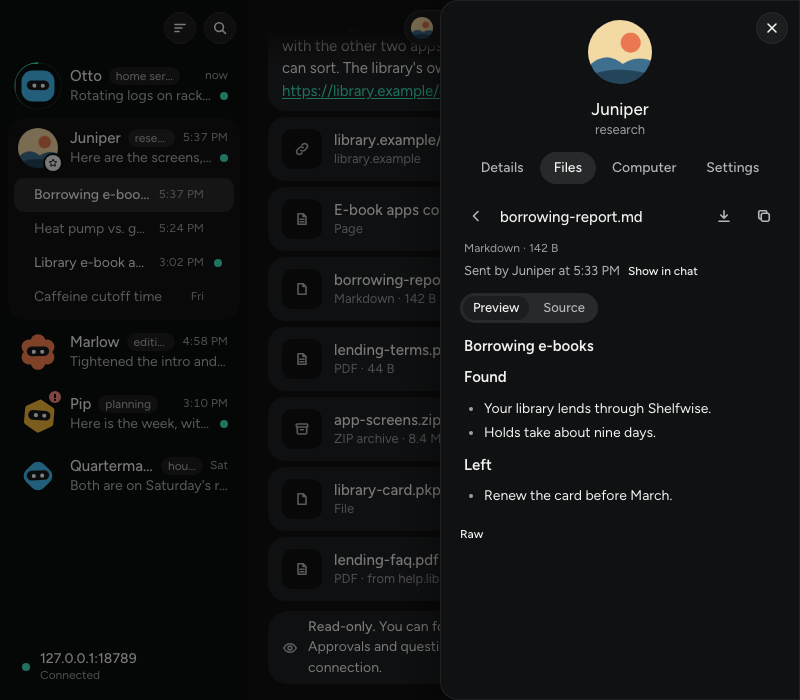 Otto home ser... now
Rotating logs on rack...
Juniper rese... 5:37 PM
Here are the screens,...
Borrowing e-boo... 5:37 PM
Heat pump vs. g... 5:24 PM
Library e-book a... 3:02 PM
Caffeine cutoff time Fri
Marlow editi... 4:58 PM
Tightened the intro and...
Pip planning 3:10 PM
Here is the week, wit...
Quarterma... hou... Sat
Both are on Saturday's r...
127.0.0.1:18789
Connected
with the other two apps
can sort. The library's ow
https://library.example/
library.example/
library.example
E-book apps co
Page
borrowing-repo
Markdown · 142 B
lending-terms.p
PDF · 44 B
app-screens.zip
ZIP archive · 8.4 M
library-card.pkp
File
lending-faq.pdf
PDF · from help.lib
Read-only. You can fo
Approvals and questi
connection.
Juniper
research
Details Files Computer Settings
borrowing-report.md
Markdown · 142 B
Sent by Juniper at 5:33 PM Show in chat
Preview Source
Borrowing e-books
Found
• Your library lends through Shelfwise.
• Holds take about nine days.
Left
• Renew the card before March.
Raw